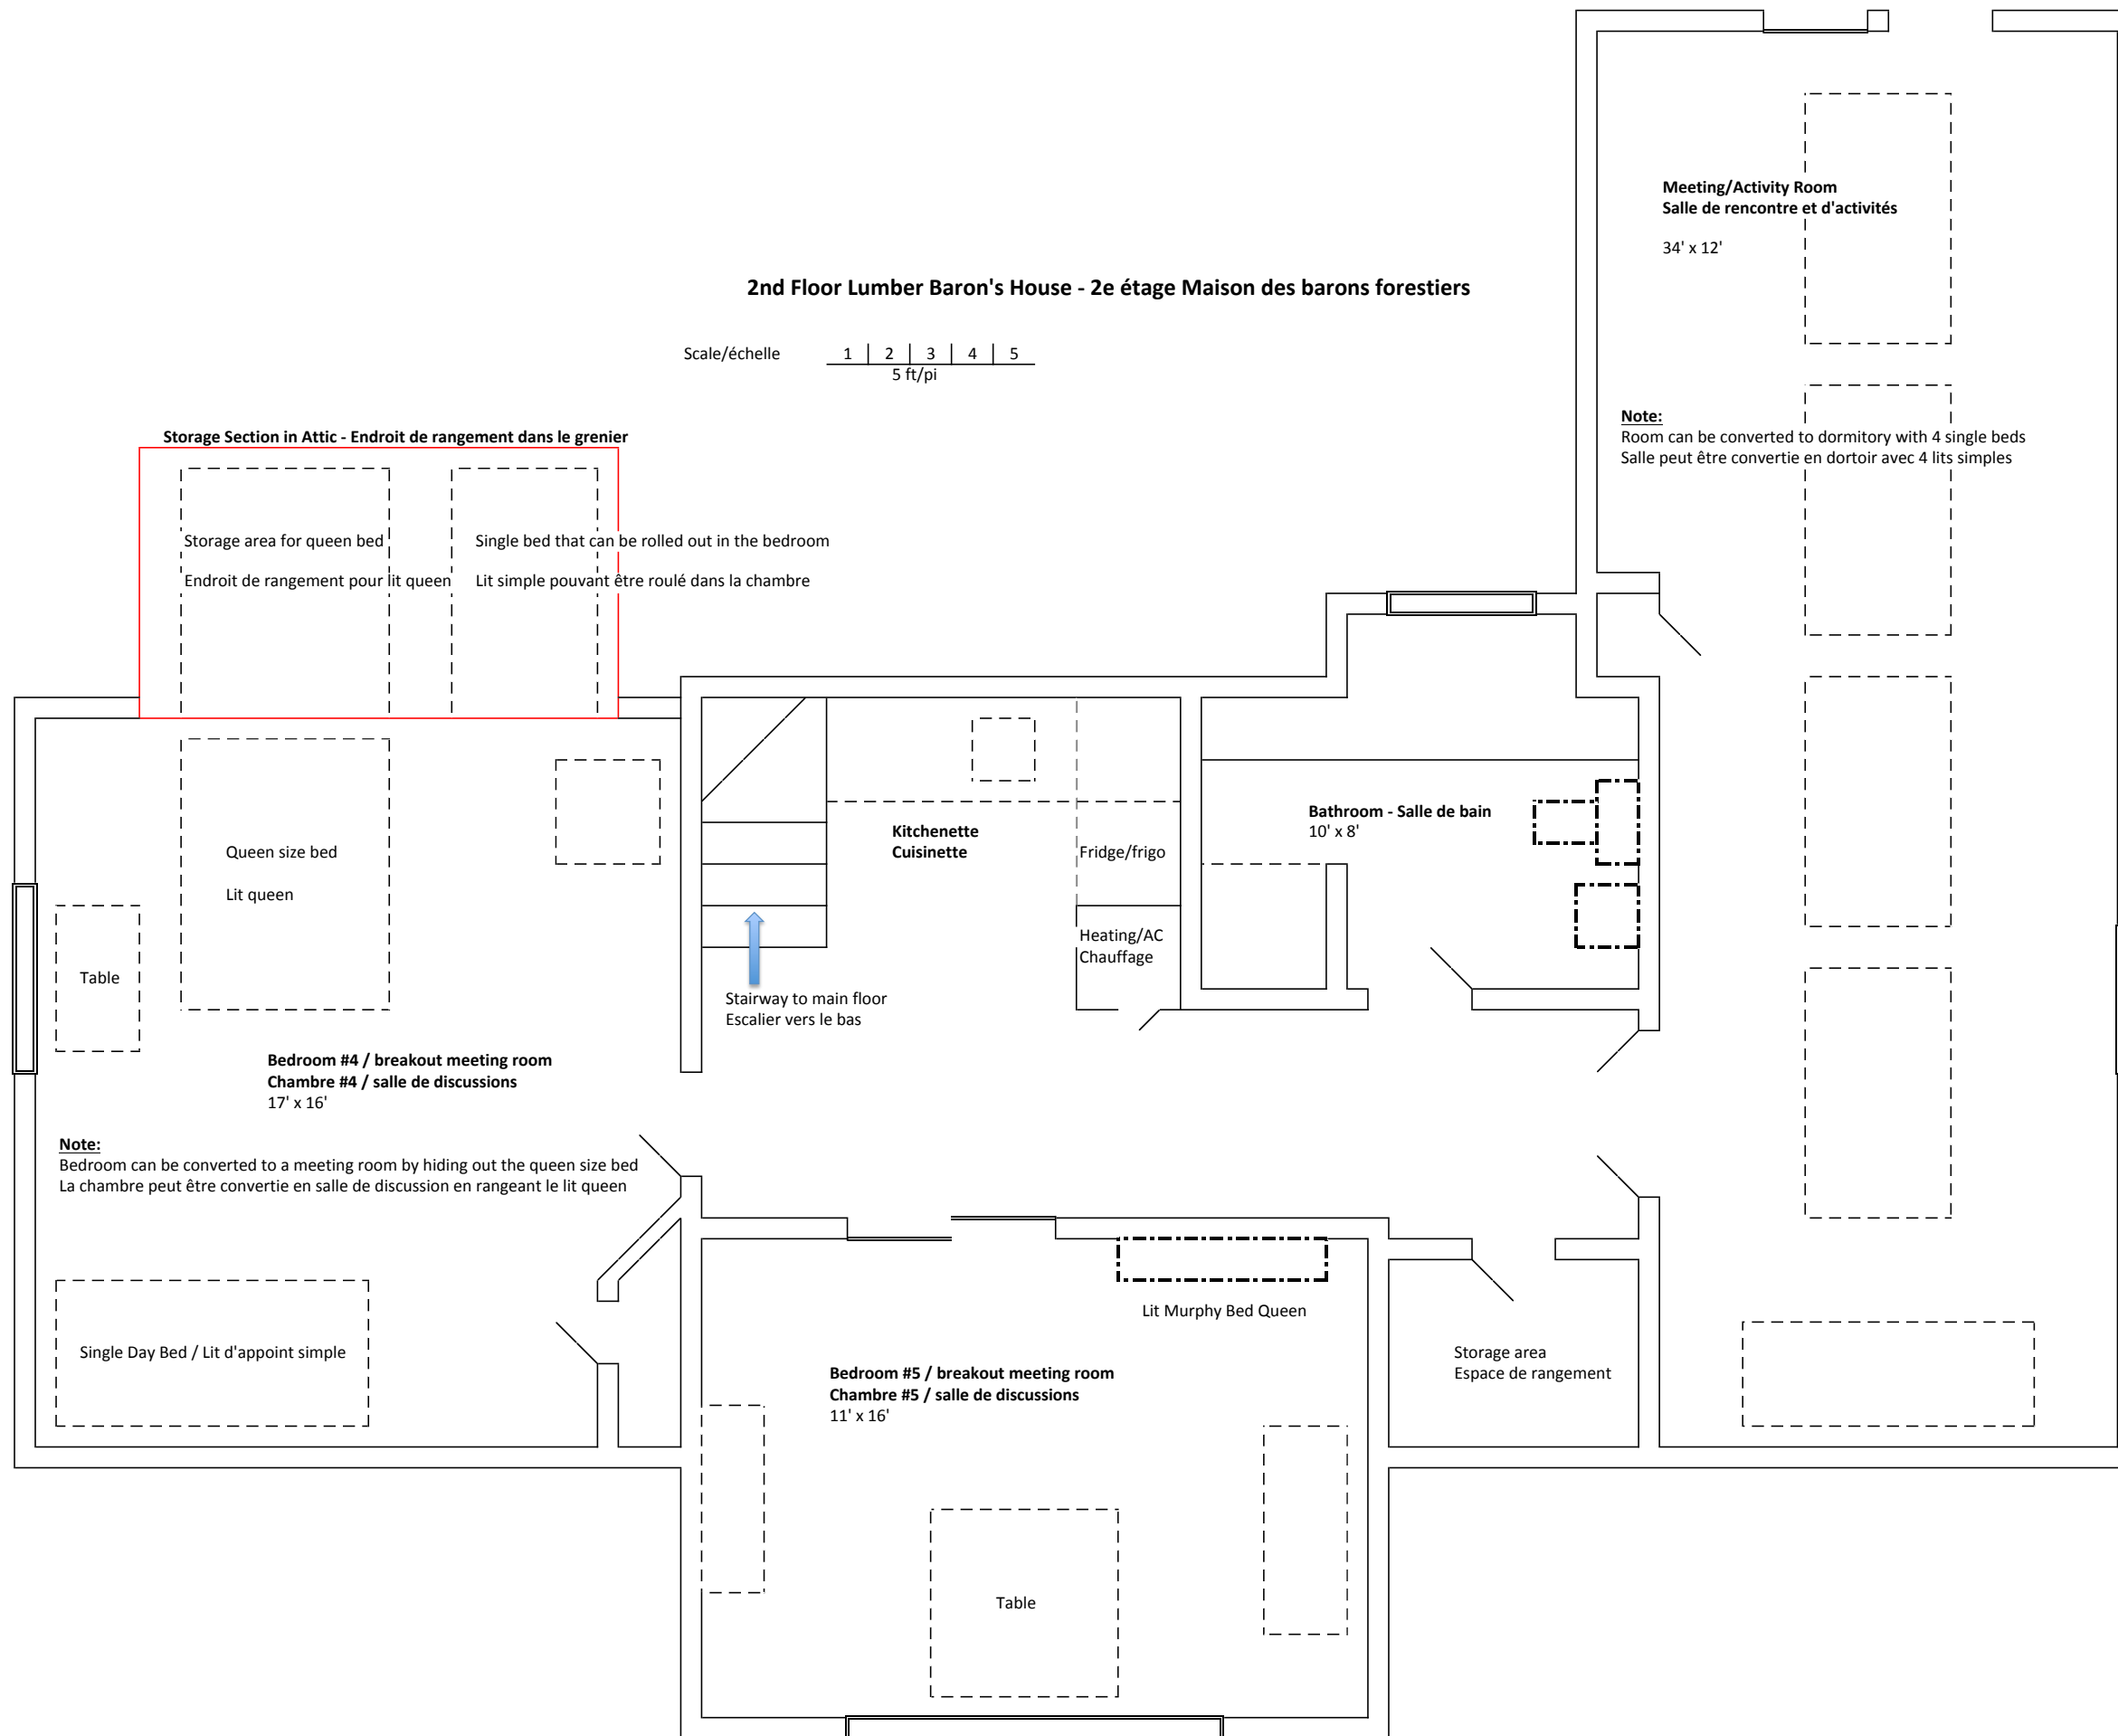 2nd Floor Lumber Baron's House - 2e étage Maison des barons forestiers
Scale/échelle
1 2 3 4 5
5 ft/pi
Meeting/Activity Room
Salle de rencontre et d'activités
34' x 12'
Note:
Room can be converted to dormitory with 4 single beds
Salle peut être convertie en dortoir avec 4 lits simples
Storage Section in Attic - Endroit de rangement dans le grenier
Storage area for queen bed
Endroit de rangement pour lit queen
Single bed that can be rolled out in the bedroom
Lit simple pouvant être roulé dans la chambre
Queen size bed
Lit queen
Table
Bedroom #4 / breakout meeting room
Chambre #4 / salle de discussions
17' x 16'
Note:
Bedroom can be converted to a meeting room by hiding out the queen size bed
La chambre peut être convertie en salle de discussion en rangeant le lit queen
Single Day Bed / Lit d'appoint simple
Kitchenette
Cuisinette
Fridge/frigo
Heating/AC
Chauffage
Stairway to main floor
Escalier vers le bas
Bathroom - Salle de bain
10' x 8'
Lit Murphy Bed Queen
Bedroom #5 / breakout meeting room
Chambre #5 / salle de discussions
11' x 16'
Table
Storage area
Espace de rangement